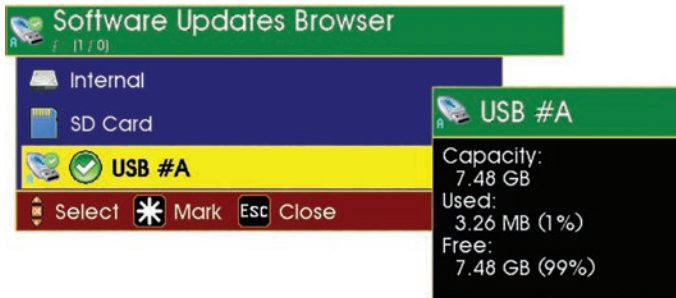 Software Updates Browser
/ (1 / 0)
A
Internal
SD Card
A USB #A
Select Mark Esc Close
A USB #A
Capacity:
7.48 GB
Used:
3.26 MB (1%)
Free:
7.48 GB (99%)